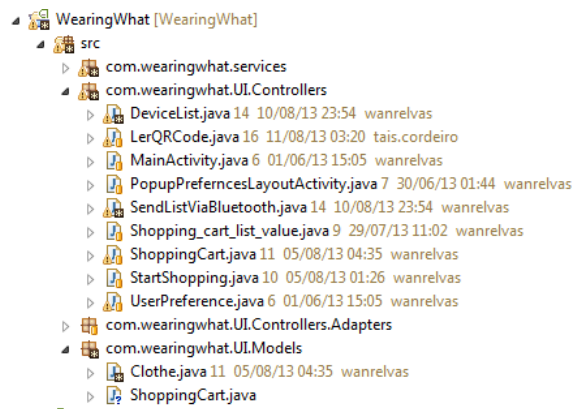 WearingWhat [WearingWhat]
src
com.wearingwhat.services
com.wearingwhat.UI.Controllers
DeviceList.java 14 10/08/13 23:54 wanrelvas
LerQRCode.java 16 11/08/13 03:20 tais.cordeiro
MainActivity.java 6 01/06/13 15:05 wanrelvas
PopupPreferncesLayoutActivity.java 7 30/06/13 01:44 wanrelvas
SendListViaBluetooth.java 14 10/08/13 23:54 wanrelvas
Shopping_cart_list_value.java 9 29/07/13 11:02 wanrelvas
ShoppingCart.java 11 05/08/13 04:35 wanrelvas
StartShopping.java 10 05/08/13 01:26 wanrelvas
UserPreference.java 6 01/06/13 15:05 wanrelvas
com.wearingwhat.UI.Controllers.Adapters
com.wearingwhat.UI.Models
Clothe.java 11 05/08/13 04:35 wanrelvas
ShoppingCart.java